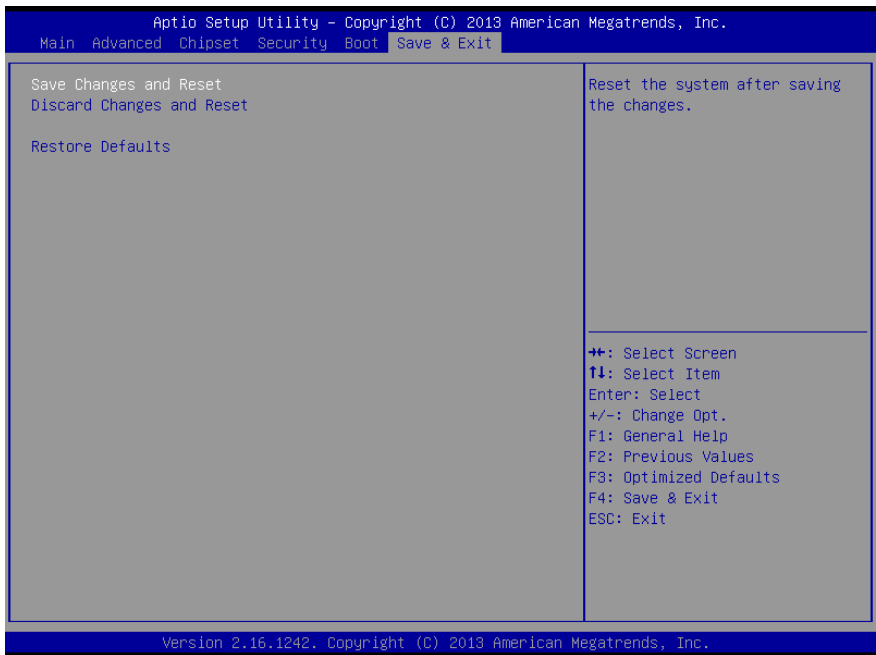 Aptio Setup Utility – Copyright (C) 2013 American Megatrends, Inc.
Main Advanced Chipset Security Boot Save & Exit
Save Changes and Reset
Discard Changes and Reset
Restore Defaults
Reset the system after saving
the changes.
→←: Select Screen
↑↓: Select Item
Enter: Select
+/-: Change Opt.
F1: General Help
F2: Previous Values
F3: Optimized Defaults
F4: Save & Exit
ESC: Exit
Version 2.16.1242. Copyright (C) 2013 American Megatrends, Inc.